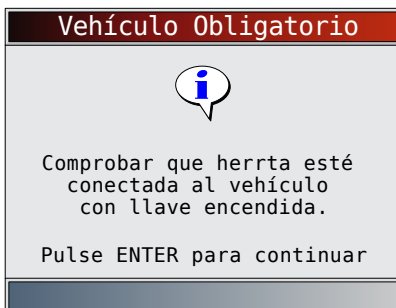 Vehículo Obligatorio
i
Comprobar que herrta esté
conectada al vehículo
con llave encendida.
Pulse ENTER para continuar